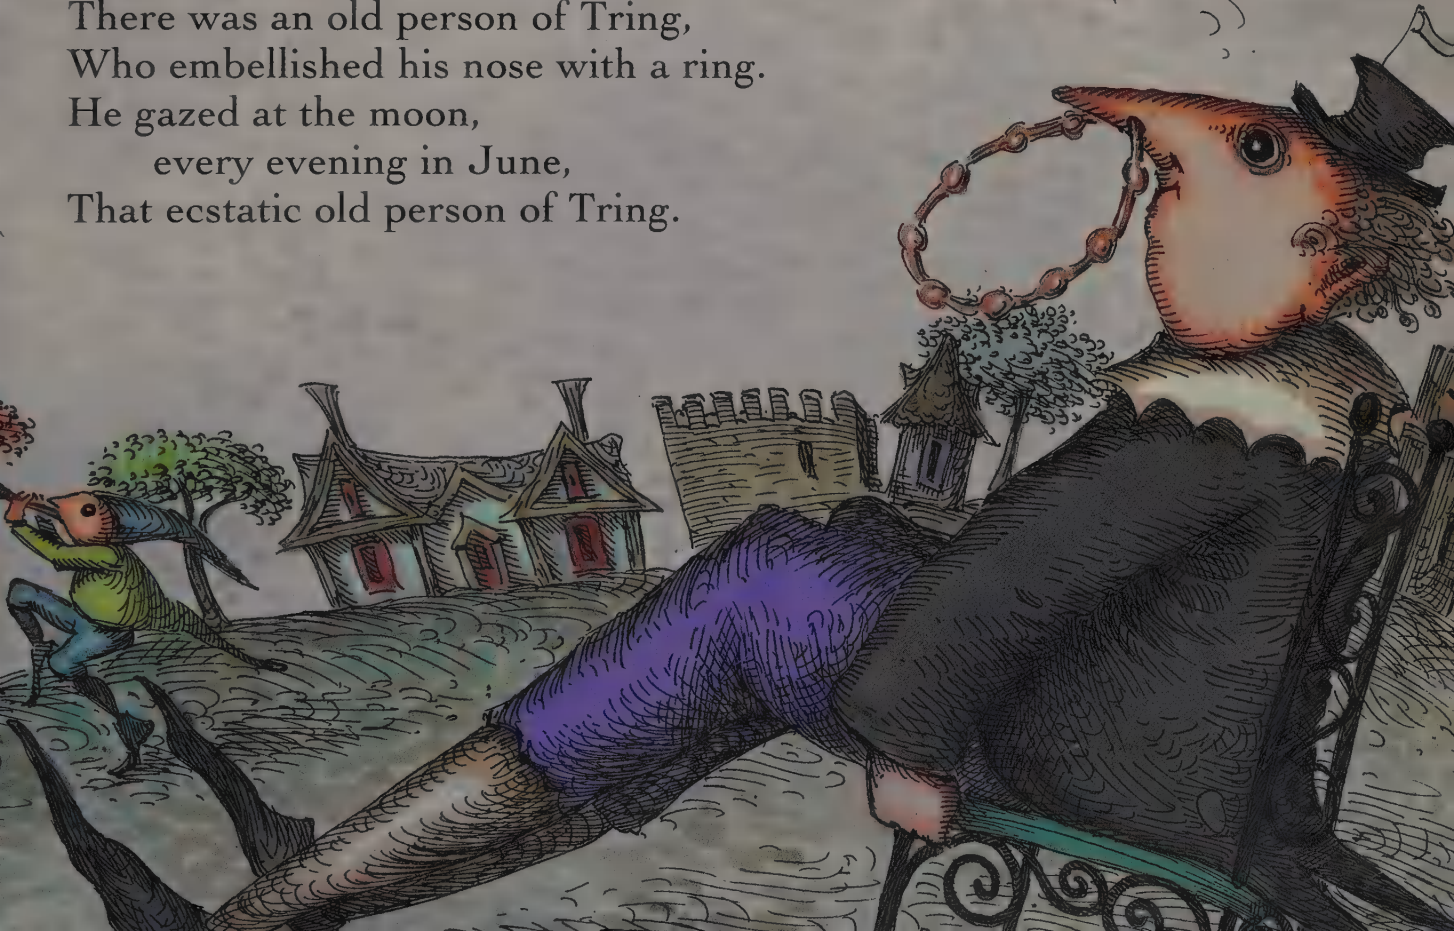 There was an old person of Tring,
Who embellished his nose with a ring.
He gazed at the moon,
every evening in June,
That ecstatic old person of Tring.